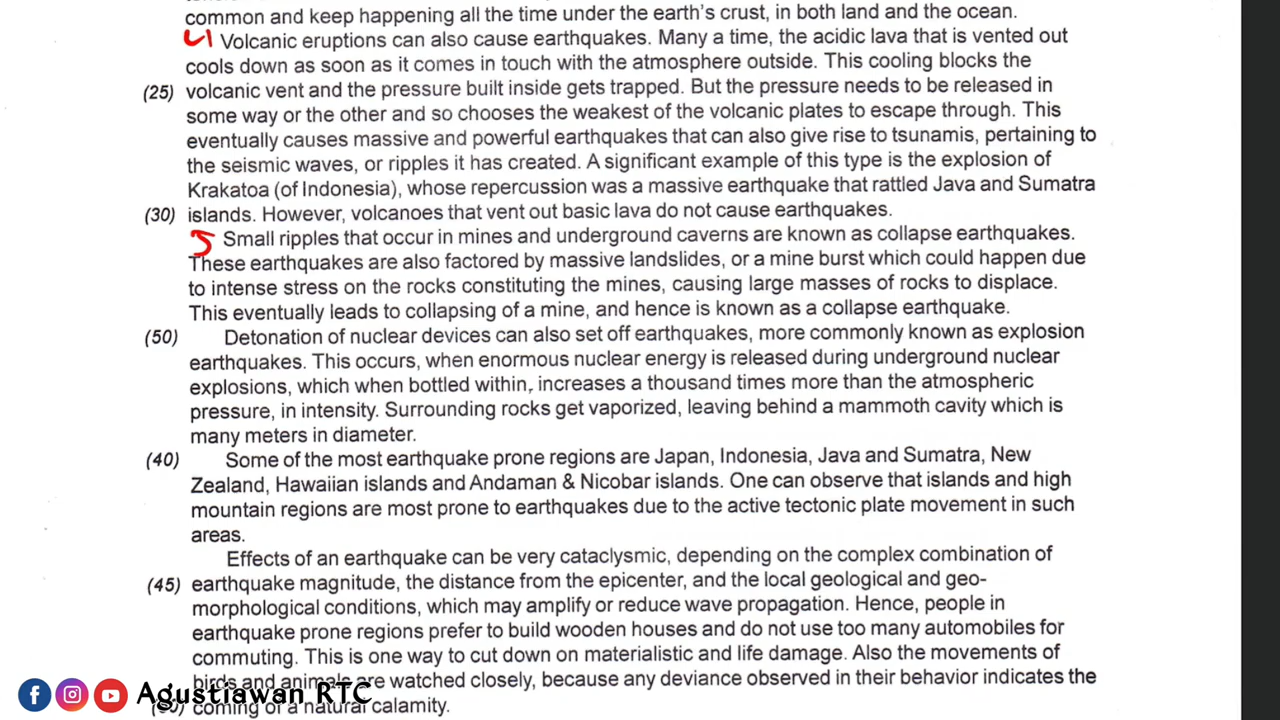 common and keep happening all the time under the earth's crust, in both land and the ocean.
4 Volcanic eruptions can also cause earthquakes. Many a time, the acidic lava that is vented out
cools down as soon as it comes in touch with the atmosphere outside. This cooling blocks the
(25) volcanic vent and the pressure built inside gets trapped. But the pressure needs to be released in
some way or the other and so chooses the weakest of the volcanic plates to escape through. This
eventually causes massive and powerful earthquakes that can also give rise to tsunamis, pertaining to
the seismic waves, or ripples it has created. A significant example of this type is the explosion of
Krakatoa (of Indonesia), whose repercussion was a massive earthquake that rattled Java and Sumatra
(30) islands. However, volcanoes that vent out basic lava do not cause earthquakes.
5 Small ripples that occur in mines and underground caverns are known as collapse earthquakes.
These earthquakes are also factored by massive landslides, or a mine burst which could happen due
to intense stress on the rocks constituting the mines, causing large masses of rocks to displace.
This eventually leads to collapsing of a mine, and hence is known as a collapse earthquake.
(50) Detonation of nuclear devices can also set off earthquakes, more commonly known as explosion
earthquakes. This occurs, when enormous nuclear energy is released during underground nuclear
explosions, which when bottled within, increases a thousand times more than the atmospheric
pressure, in intensity. Surrounding rocks get vaporized, leaving behind a mammoth cavity which is
many meters in diameter.
(40) Some of the most earthquake prone regions are Japan, Indonesia, Java and Sumatra, New
Zealand, Hawaiian islands and Andaman & Nicobar islands. One can observe that islands and high
mountain regions are most prone to earthquakes due to the active tectonic plate movement in such
areas.
Effects of an earthquake can be very cataclysmic, depending on the complex combination of
(45) earthquake magnitude, the distance from the epicenter, and the local geological and geo-
morphological conditions, which may amplify or reduce wave propagation. Hence, people in
earthquake prone regions prefer to build wooden houses and do not use too many automobiles for
commuting. This is one way to cut down on materialistic and life damage. Also the movements of
birds and animals are watched closely, because any deviance observed in their behavior indicates the
coming of a natural calamity.
Agustiawan RTC